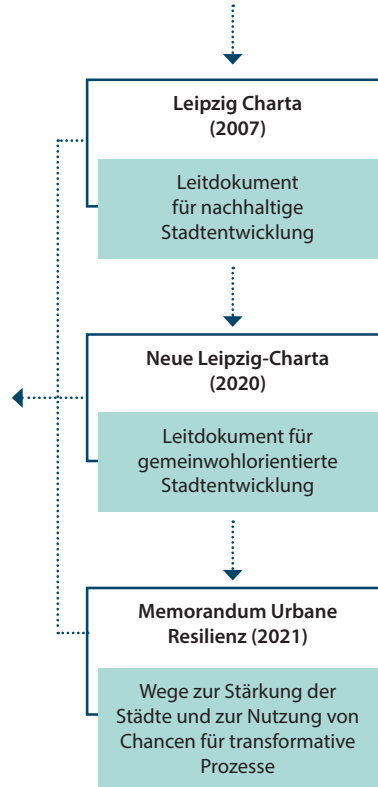 Leipzig Charta
(2007)
Leitdokument
für nachhaltige
Stadtentwicklung
Neue Leipzig-Charta
(2020)
Leitdokument für
gemeinwohlorientierte
Stadtentwicklung
Memorandum Urbane
Resilienz (2021)
Wege zur Stärkung der
Städte und zur Nutzung von
Chancen für transformative
Prozesse